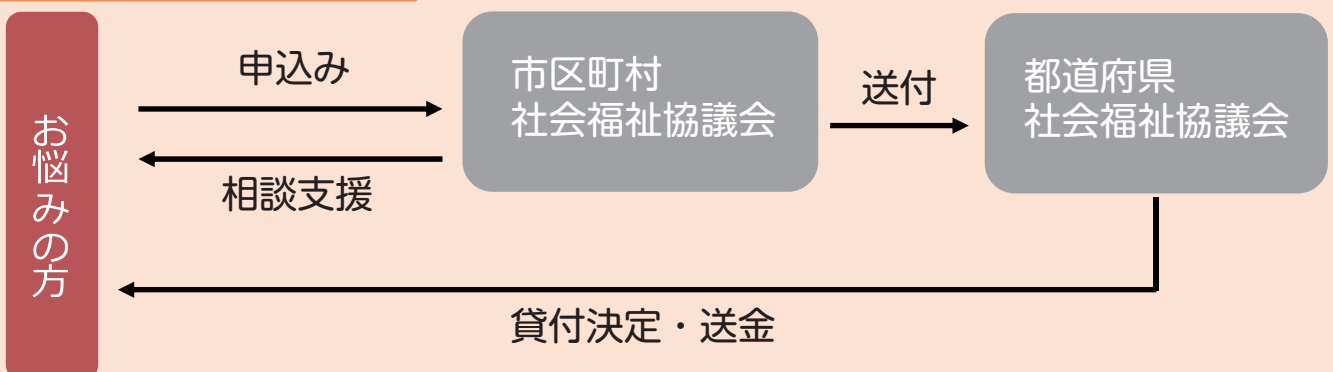 お悩みの方
申込み
相談支援
市区町村
社会福祉協議会
送付
都道府県
社会福祉協議会
貸付決定・送金